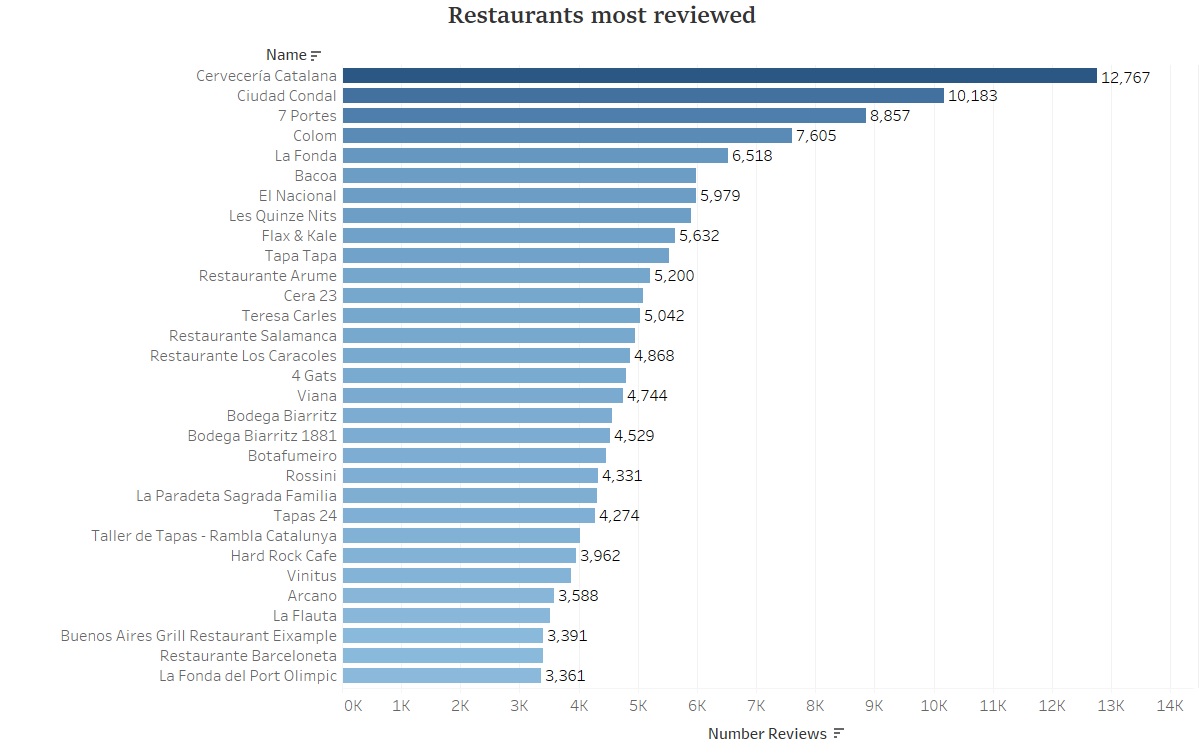 Restaurants most reviewed
Name
Cervecería Catalana 12,767
Ciudad Condal 10,183
7 Portes 8,857
Colom 7,605
La Fonda 6,518
Bacoa
El Nacional 5,979
Les Quinze Nits
Flax & Kale 5,632
Tapa Tapa
Restaurante Arume 5,200
Cera 23
Teresa Carles 5,042
Restaurante Salamanca
Restaurante Los Caracoles 4,868
4 Gats
Viana 4,744
Bodega Biarritz
Bodega Biarritz 1881 4,529
Botafumeiro
Rossini 4,331
La Paradeta Sagrada Familia
Tapas 24 4,274
Taller de Tapas - Rambla Catalunya
Hard Rock Cafe 3,962
Vinitus
Arcano 3,588
La Flauta
Buenos Aires Grill Restaurant Eixample 3,391
Restaurante Barceloneta
La Fonda del Port Olimpic 3,361
0K 1K 2K 3K 4K 5K 6K 7K 8K 9K 10K 11K 12K 13K 14K
Number Reviews